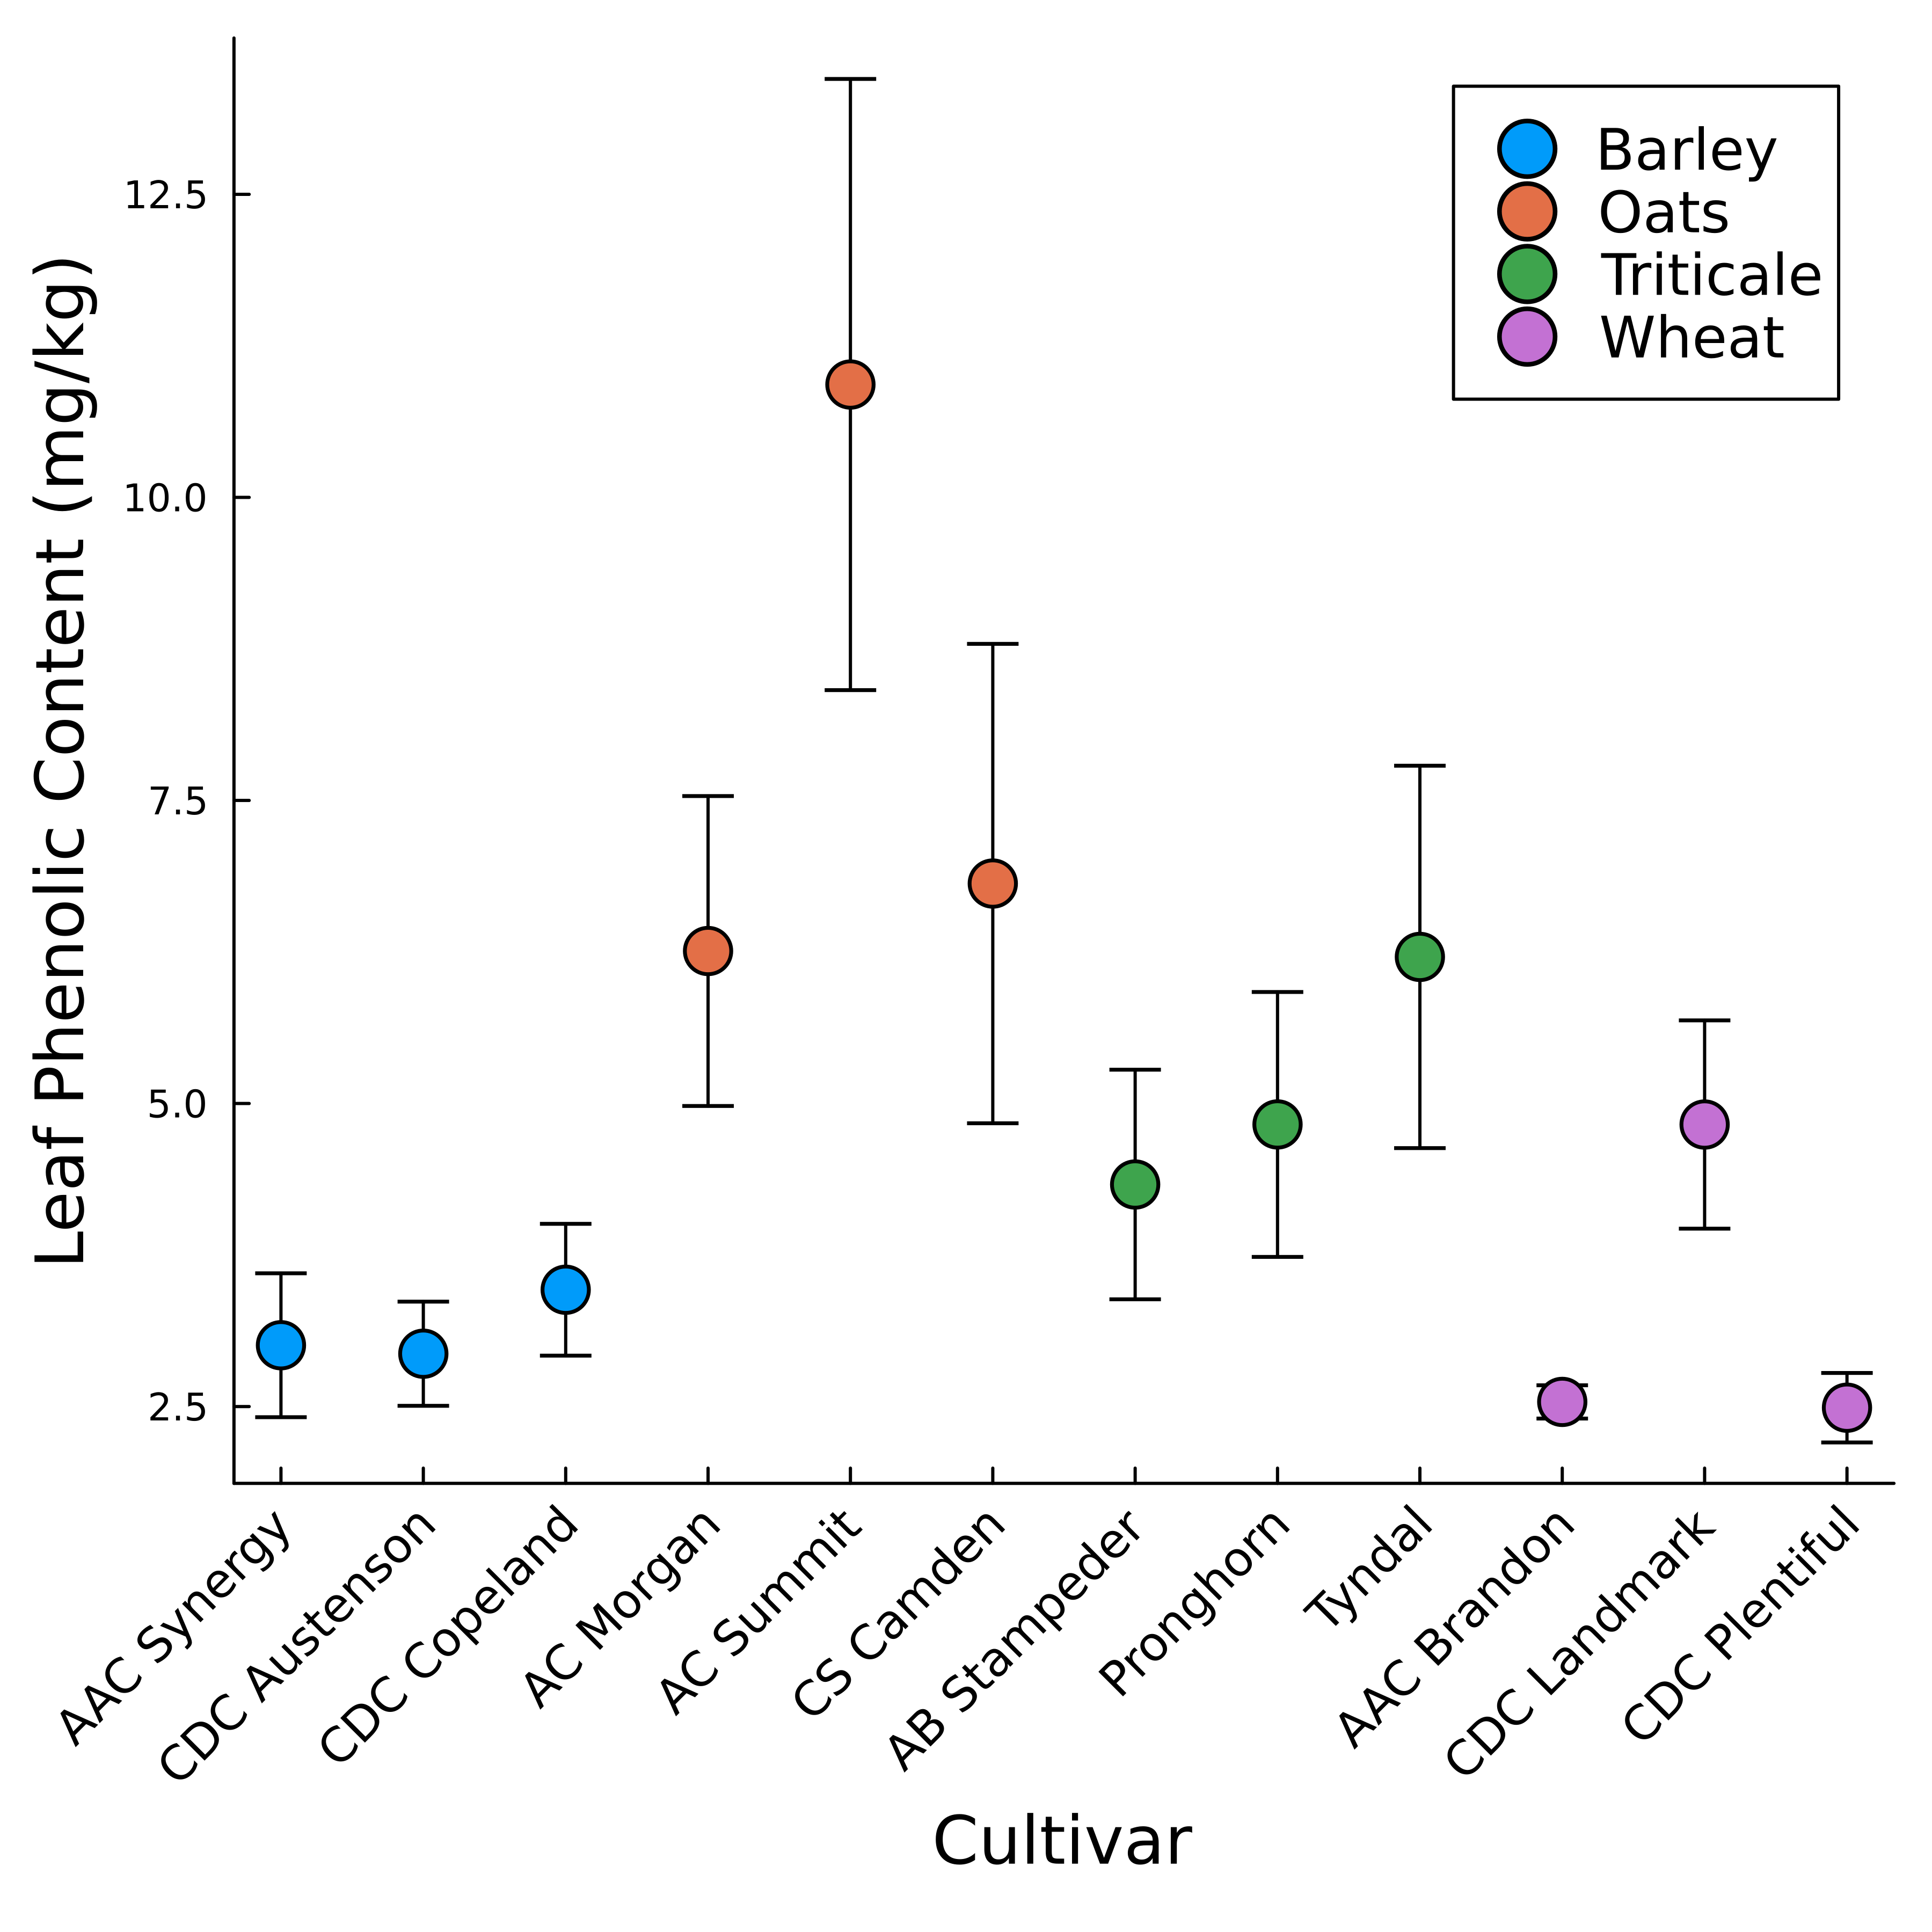 Leaf Phenolic Content (mg/kg)
12.5
10.0
7.5
5.0
2.5
Barley
Oats
Triticale
Wheat
AAC Synergy
CDC Austenson
CDC Copeland
AC Morgan
AC Summit
CS Camden
AB Stampeder
Pronghorn
Tyndal
AAC Brandon
CDC Landmark
CDC Plentiful
Cultivar